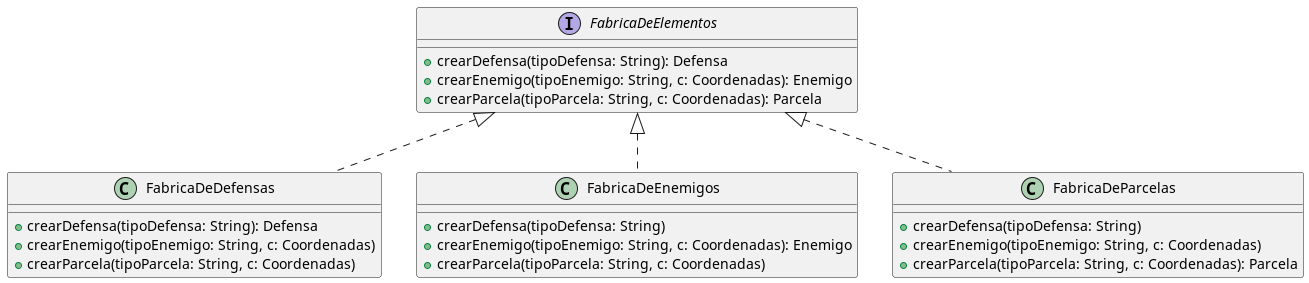 I FabricaDeElementos
crearDefensa(tipoDefensa: String): Defensa
crearEnemigo(tipoEnemigo: String, c: Coordenadas): Enemigo
crearParcela(tipoParcela: String, c: Coordenadas): Parcela
C FabricaDeDefensas
crearDefensa(tipoDefensa: String): Defensa
crearEnemigo(tipoEnemigo: String, c: Coordenadas)
crearParcela(tipoParcela: String, c: Coordenadas)
C FabricaDeEnemigos
crearDefensa(tipoDefensa: String)
crearEnemigo(tipoEnemigo: String, c: Coordenadas): Enemigo
crearParcela(tipoParcela: String, c: Coordenadas)
C FabricaDeParcelas
crearDefensa(tipoDefensa: String)
crearEnemigo(tipoEnemigo: String, c: Coordenadas)
crearParcela(tipoParcela: String, c: Coordenadas): Parcela